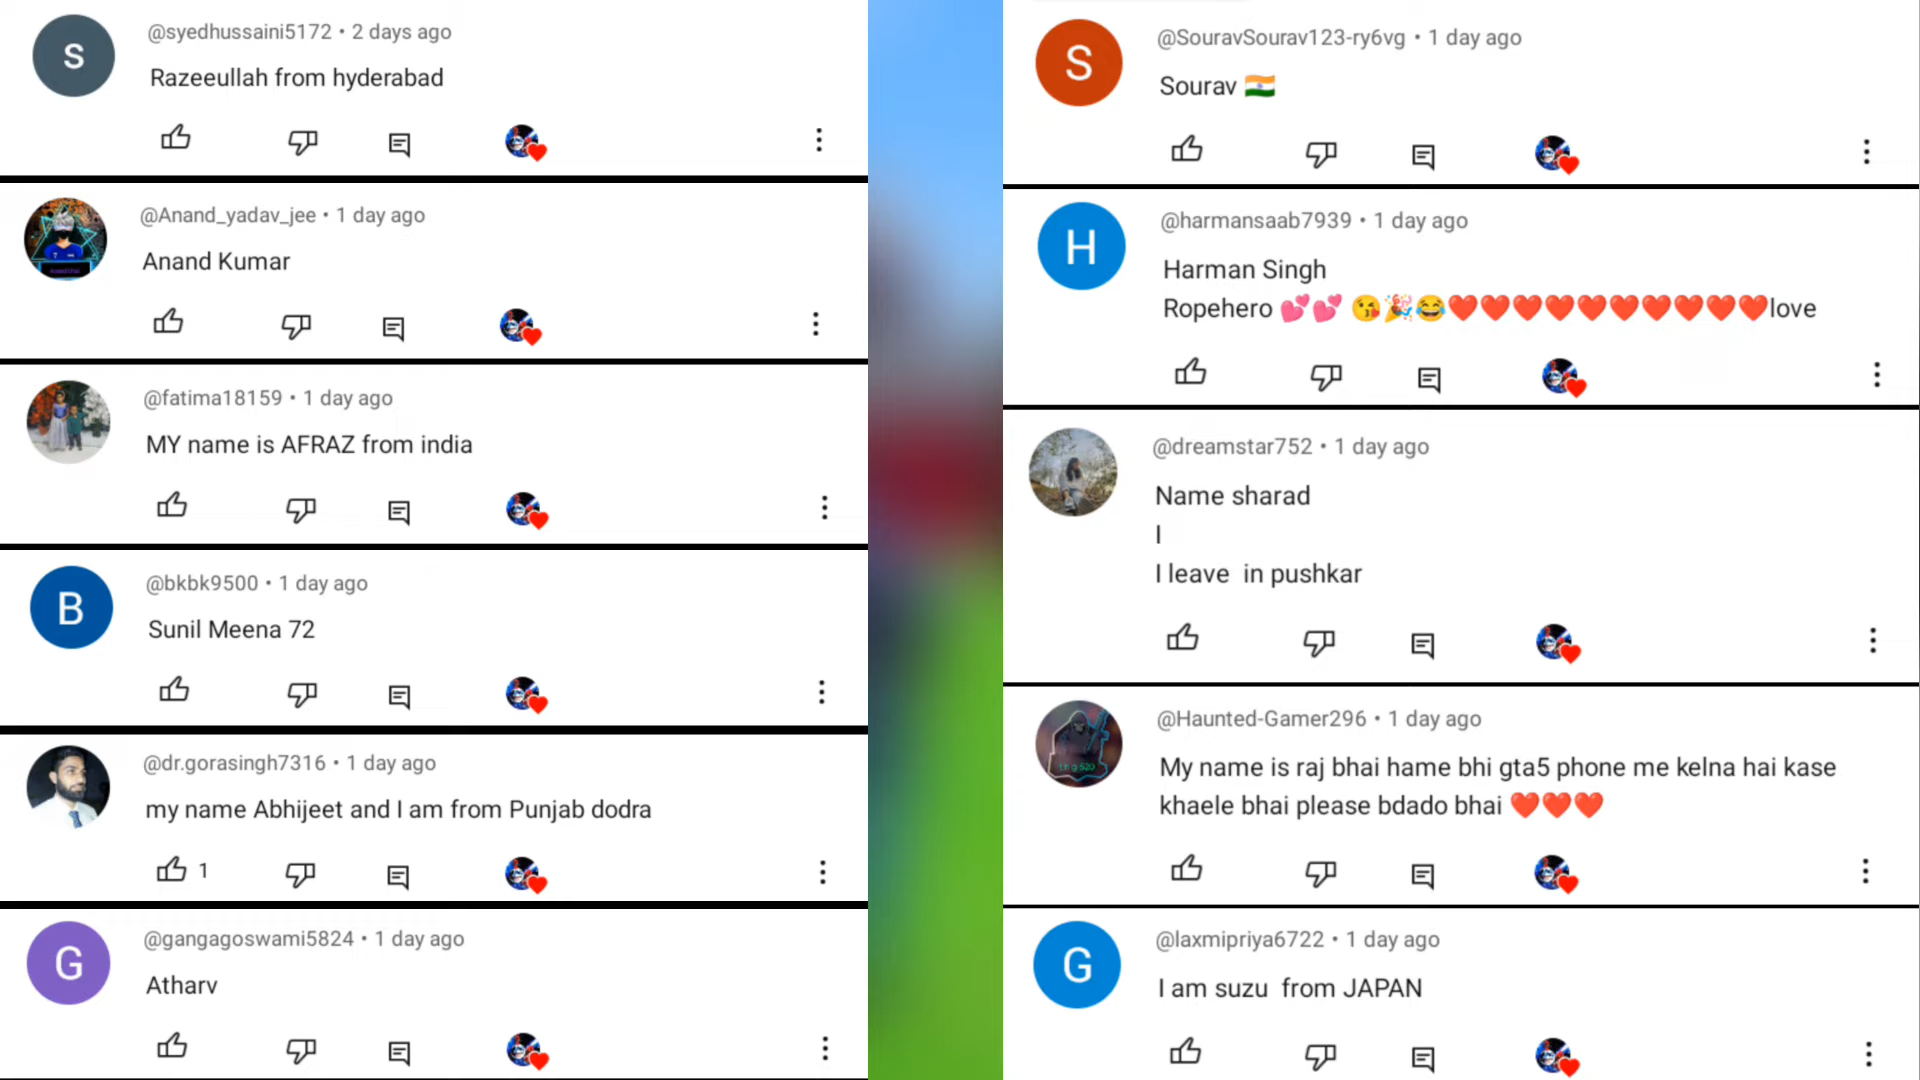 S
@syedhussaini5172 • 2 days ago
Razeeullah from hyderabad
@Anand_yadav_jee • 1 day ago
Anand Kumar
@fatima18159 • 1 day ago
MY name is AFRAZ from india
B
@bkbk9500 • 1 day ago
Sunil Meena 72
@dr.gorasingh7316 • 1 day ago
my name Abhijeet and I am from Punjab dodra
1
G
@gangagoswami5824 • 1 day ago
Atharv
S
@SouravSourav123-ry6vg • 1 day ago
Sourav 🇮🇳
H
@harmansaab7939 • 1 day ago
Harman Singh
Ropehero 💕💕 😘🎉😂❤️❤️❤️❤️❤️❤️❤️❤️❤️❤️love
@dreamstar752 • 1 day ago
Name sharad
I
I leave  in pushkar
@Haunted-Gamer296 • 1 day ago
My name is raj bhai hame bhi gta5 phone me kelna hai kase
khaele bhai please bdado bhai ❤️❤️❤️
G
@laxmipriya6722 • 1 day ago
I am suzu  from JAPAN